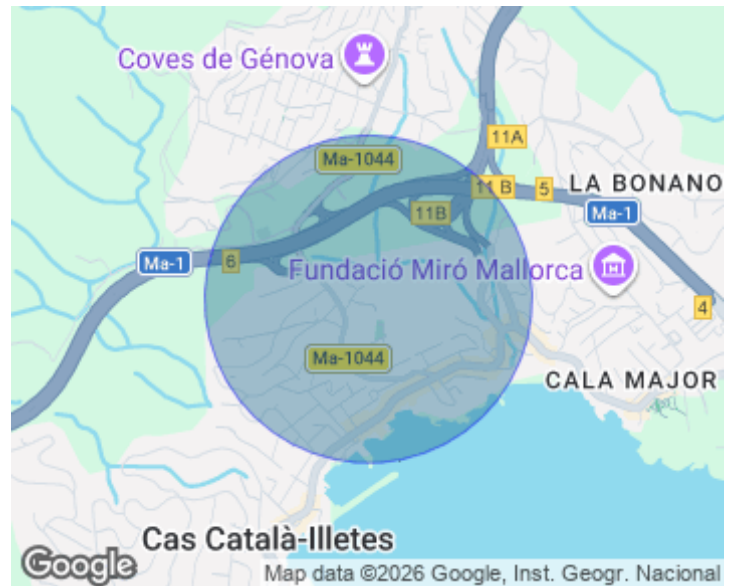 Coves de Génova
11A
Ma-1044
11 B
5
LA BONANO
11B
Ma-1
Ma-1
6
Fundació Miró Mallorca
4
Ma-1044
CALA MAJOR
Cas Català-Illetes
Google
Map data ©2026 Google, Inst. Geogr. Nacional